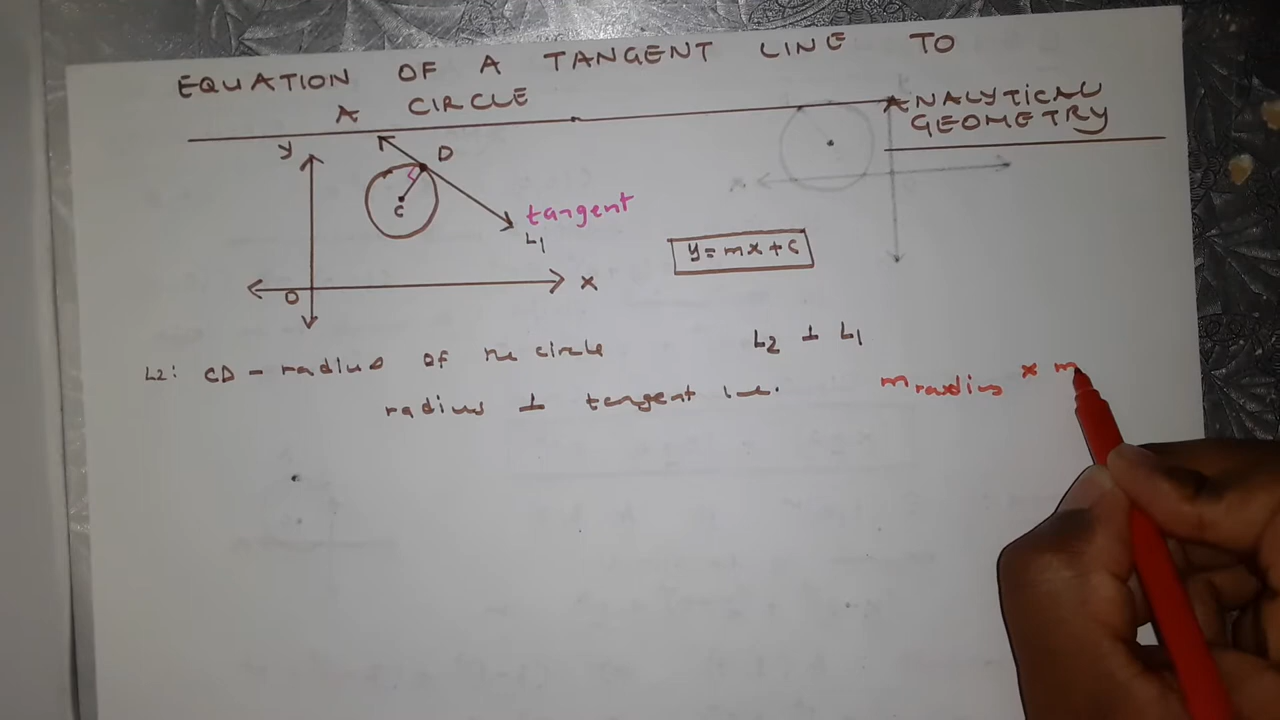 EQUATION OF A TANGENT LINE TO
A CIRCLE
ANALYTICAL
GEOMETRY
y
D
C
tangent
L1
y=mx+c
O
x
L2: CD - radius of the circle
L2 ⊥ L1
radius ⊥ tangent line.
m radius × m